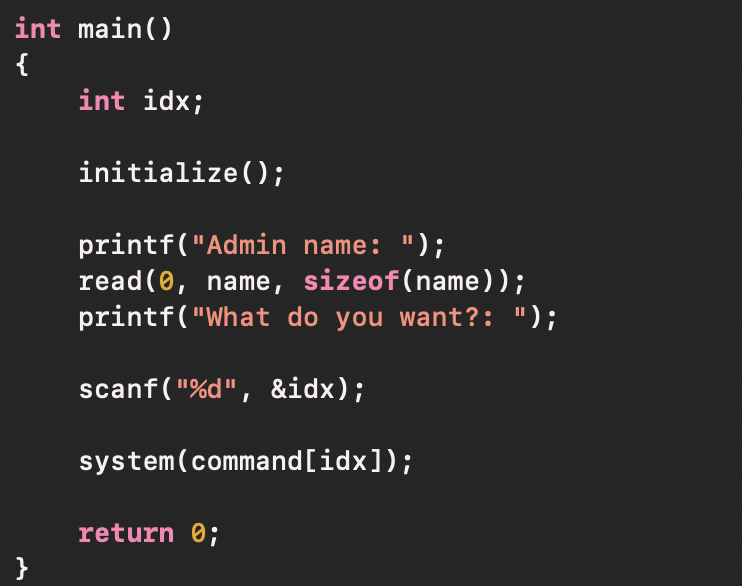 int main()
{
    int idx;
    initialize();
    printf("Admin name: ");
    read(0, name, sizeof(name));
    printf("What do you want?: ");
    scanf("%d", &idx);
    system(command[idx]);
    return 0;
}